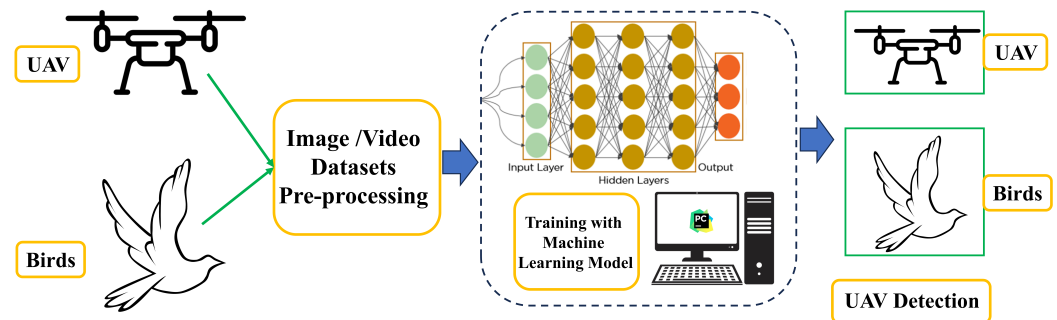 UAV
Birds
Image /Video
Datasets
Pre-processing
Input Layer
Hidden Layers
Output
Training with
Machine
Learning Model
PC
UAV
Birds
UAV Detection